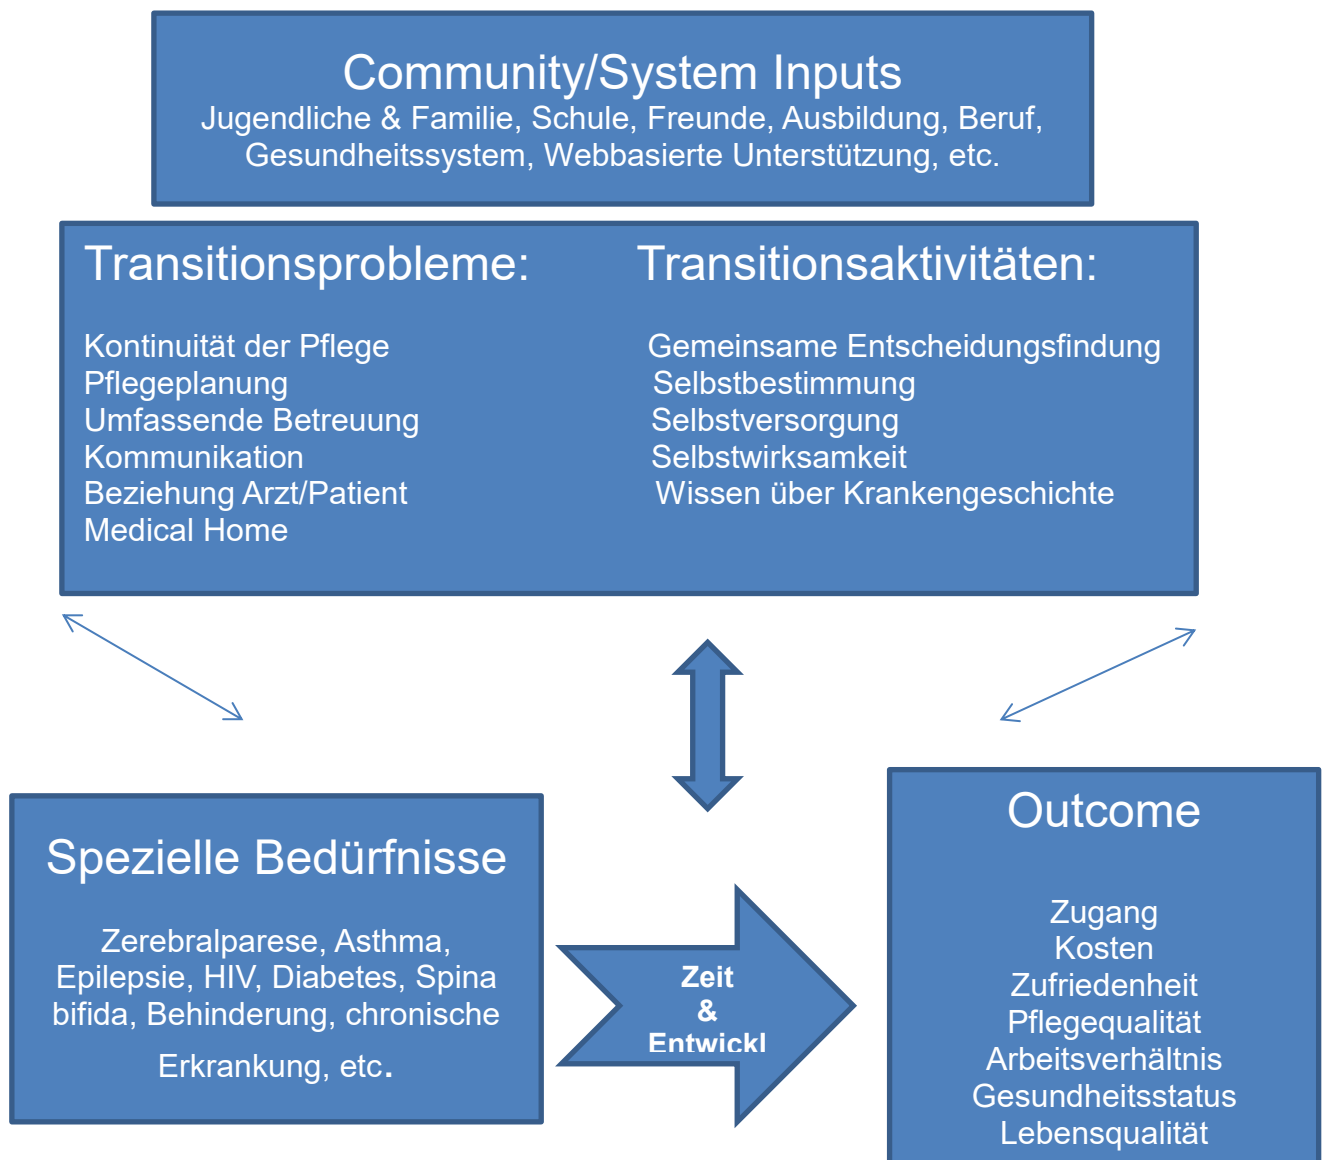 Community/System Inputs
Jugendliche & Familie, Schule, Freunde, Ausbildung, Beruf,
Gesundheitssystem, Webbasierte Unterstützung, etc.
Transitionsprobleme:
Kontinuität der Pflege
Pflegeplanung
Umfassende Betreuung
Kommunikation
Beziehung Arzt/Patient
Medical Home
Transitionsaktivitäten:
Gemeinsame Entscheidungsfindung
Selbstbestimmung
Selbstversorgung
Selbstwirksamkeit
Wissen über Krankengeschichte
Spezielle Bedürfnisse
Zerebralparese, Asthma,
Epilepsie, HIV, Diabetes, Spina
bifida, Behinderung, chronische
Erkrankung, etc.
Zeit
&
Entwickl
Outcome
Zugang
Kosten
Zufriedenheit
Pflegequalität
Arbeitsverhältnis
Gesundheitsstatus
Lebensqualität